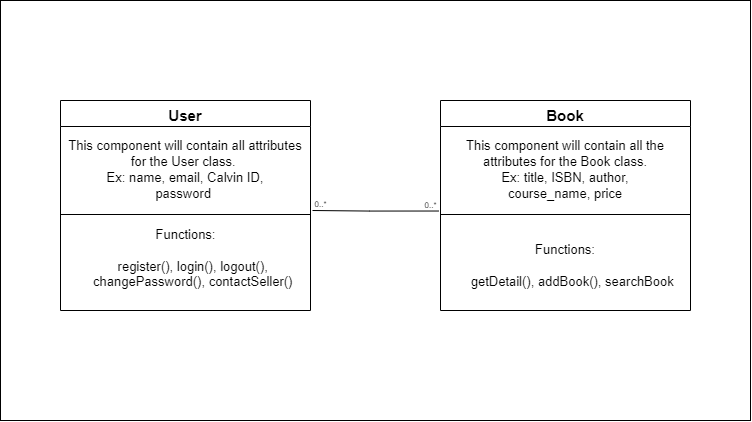 User
This component will contain all attributes
for the User class.
Ex: name, email, Calvin ID,
password
Functions:
register(), login(), logout(),
changePassword(), contactSeller()
0..*
0..*
Book
This component will contain all the
attributes for the Book class.
Ex: title, ISBN, author,
course_name, price
Functions:
getDetail(), addBook(), searchBook